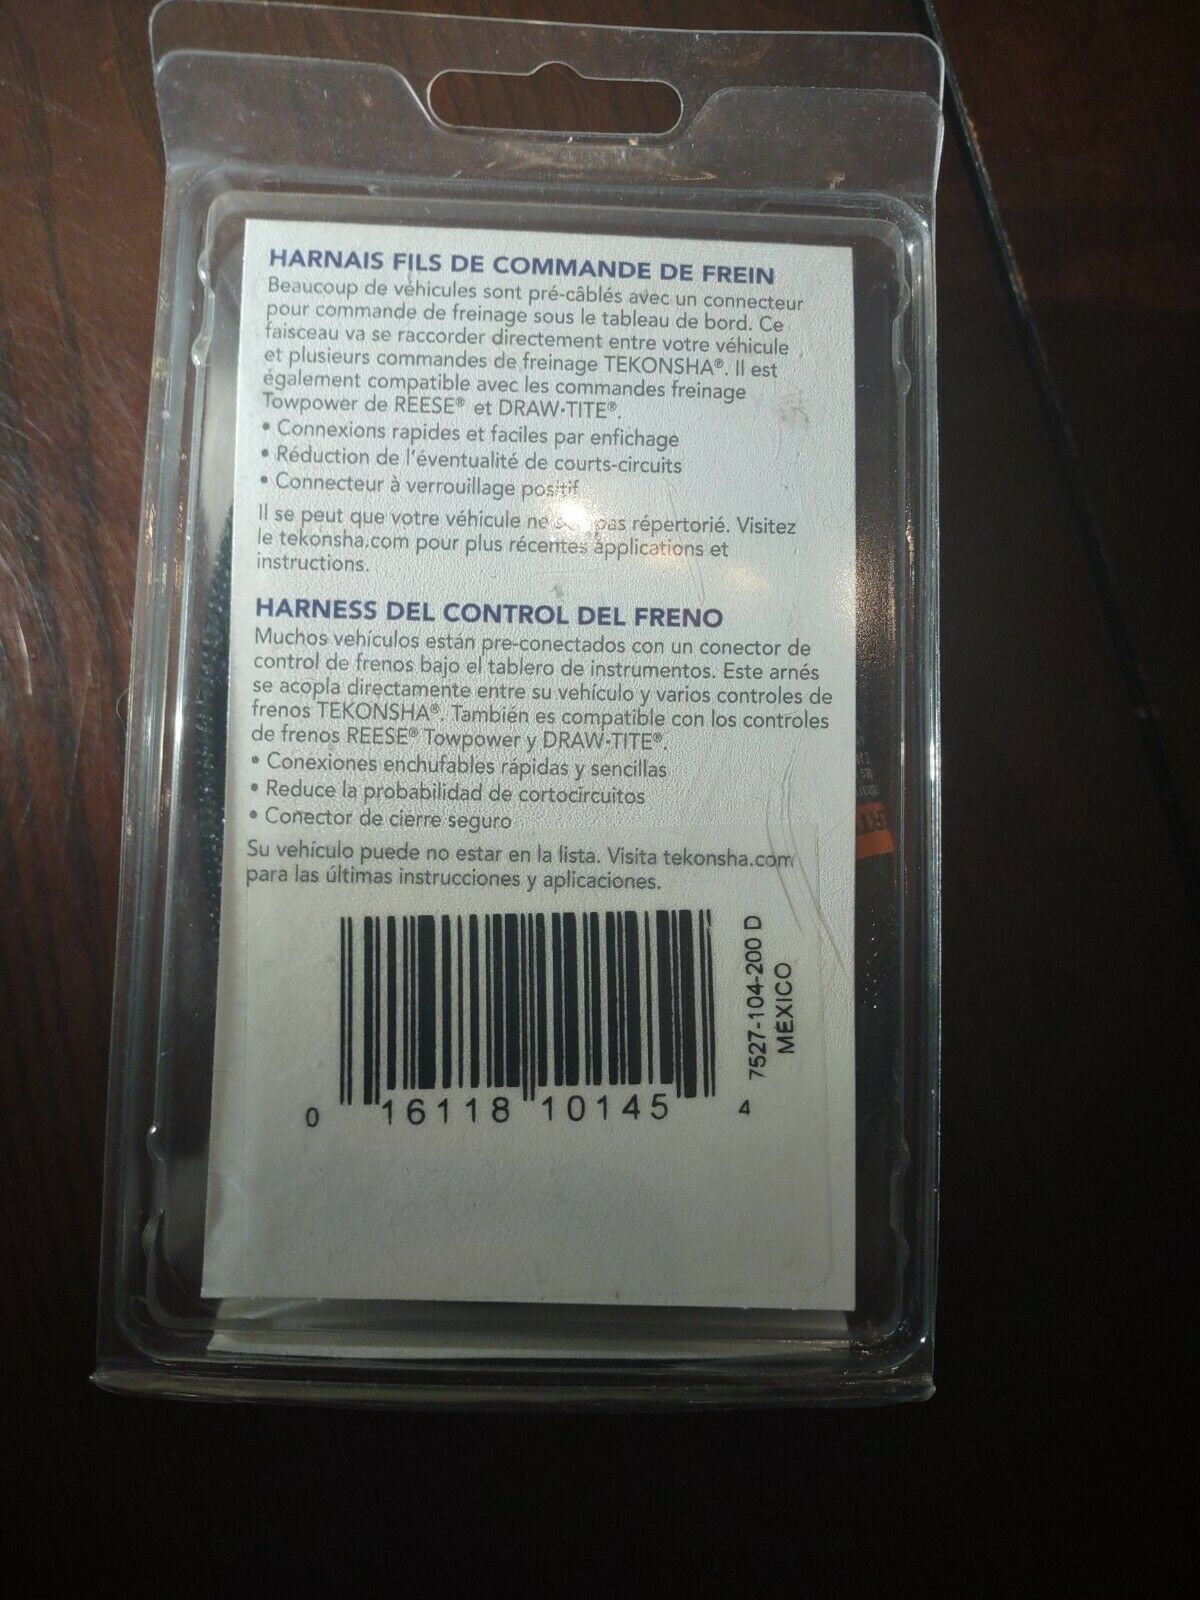 HARNAIS FILS DE COMMANDE DE FREIN
Beaucoup de véhicules sont pré-câblés avec un connecteur
pour commande de freinage sous le tableau de bord. Ce
faisceau va se raccorder directement entre votre véhicule
et plusieurs commandes de freinage TEKONSHA®. Il est
également compatible avec les commandes freinage
Towpower de REESE® et DRAW-TITE®.
• Connexions rapides et faciles par enfichage
• Réduction de l'éventualité de courts-circuits
• Connecteur à verrouillage positif
Il se peut que votre véhicule ne pas répertorié. Visitez
le tekonsha.com pour plus récentes applications et
instructions.
HARNESS DEL CONTROL DEL FRENO
Muchos vehículos están pre-conectados con un conector de
control de frenos bajo el tablero de instrumentos. Este arnés
se acopla directamente entre su vehículo y varios controles de
frenos TEKONSHA®. También es compatible con los controles
de frenos REESE® Towpower y DRAW-TITE®.
• Conexiones enchufables rápidas y sencillas
• Reduce la probabilidad de cortocircuitos
• Conector de cierre seguro
Su vehículo puede no estar en la lista. Visita tekonsha.com
para las últimas instrucciones y aplicaciones.
0 16118 10145 4
7527-104-200 D
MEXICO